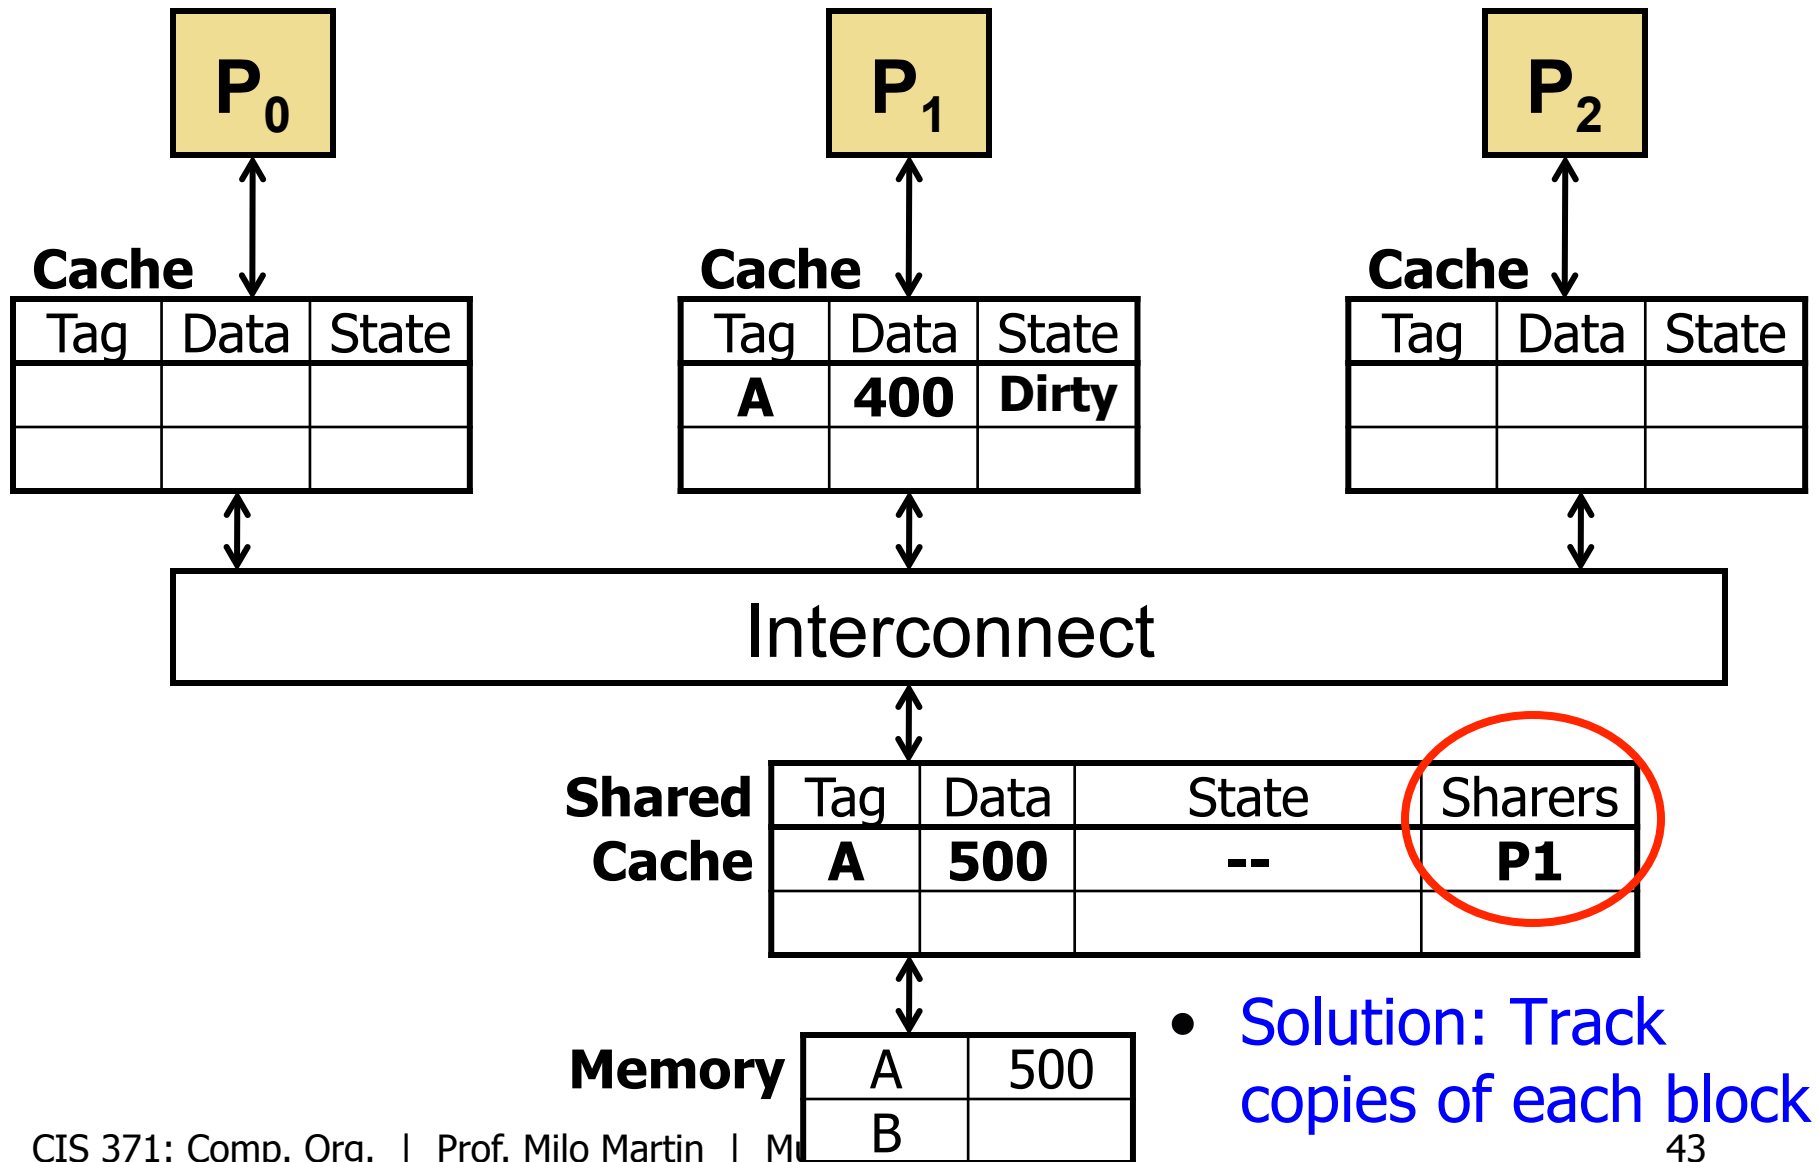 P0 P1 P2
Cache Cache Cache
Tag Data State Tag Data State Tag Data State
A 400 Dirty
Interconnect
Shared Cache
Tag Data State Sharers
A 500 -- P1
Memory
A 500
B
• Solution: Track
copies of each block
CIS 371: Comp. Org. | Prof. Milo Martin | 43